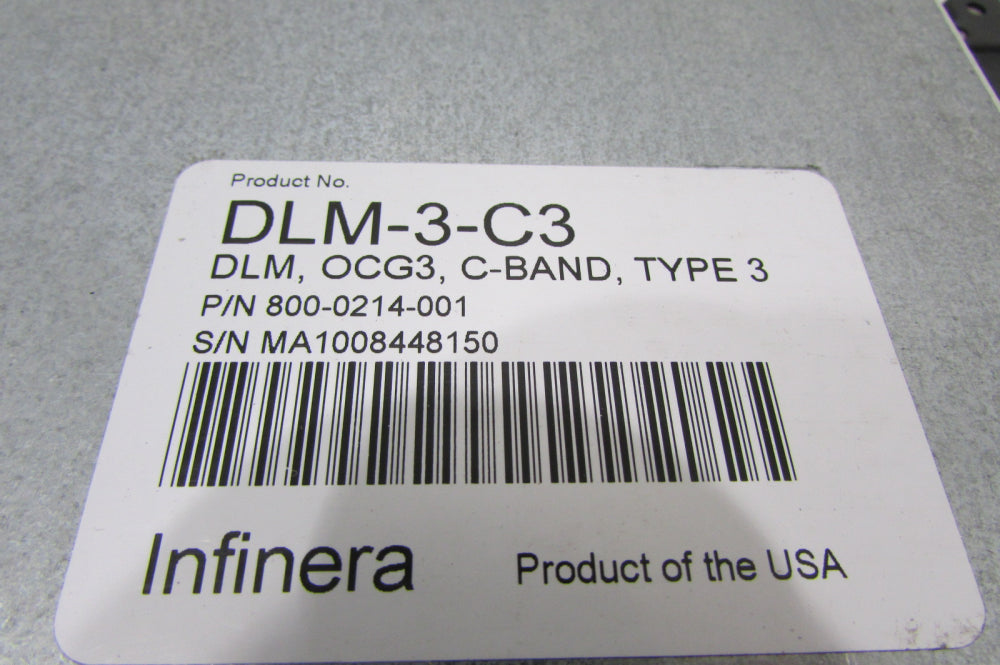 Product No.
DLM-3-C3
DLM, OCG3, C-BAND, TYPE 3
P/N 800-0214-001
S/N MA1008448150
Infinera
Product of the USA